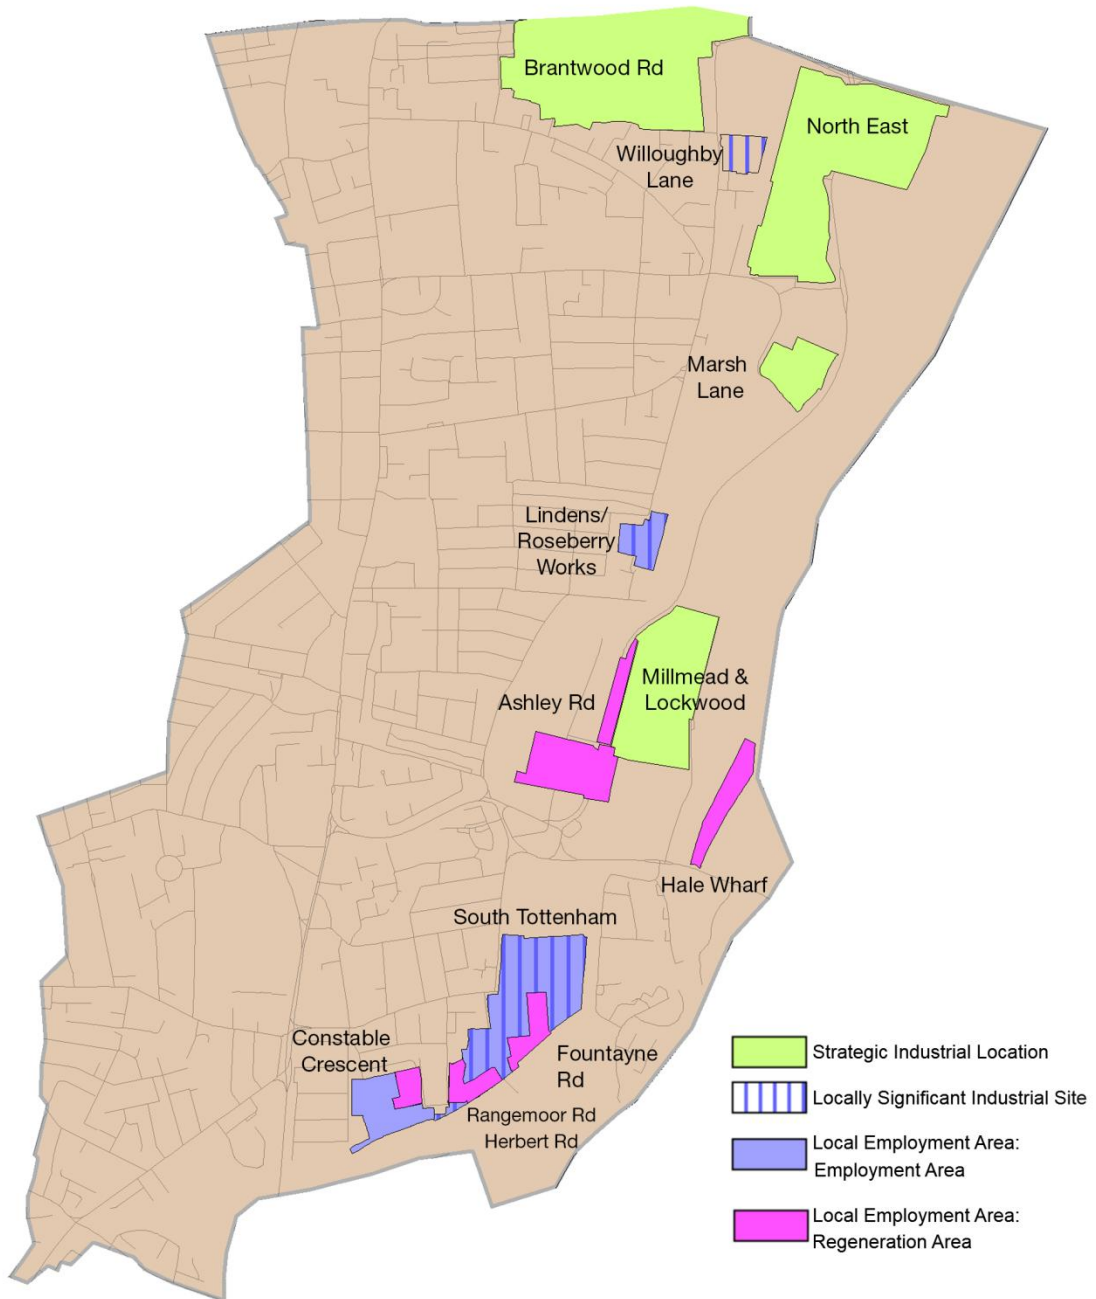 Brantwood Rd
North East
Willoughby
Lane
Marsh
Lane
Lindens/
Roseberry
Works
Ashley Rd
Millmead &
Lockwood
Hale Wharf
South Tottenham
Constable
Crescent
Fountayne
Rd
Rangemoor Rd
Herbert Rd
Strategic Industrial Location
Locally Significant Industrial Site
Local Employment Area:
Employment Area
Local Employment Area:
Regeneration Area